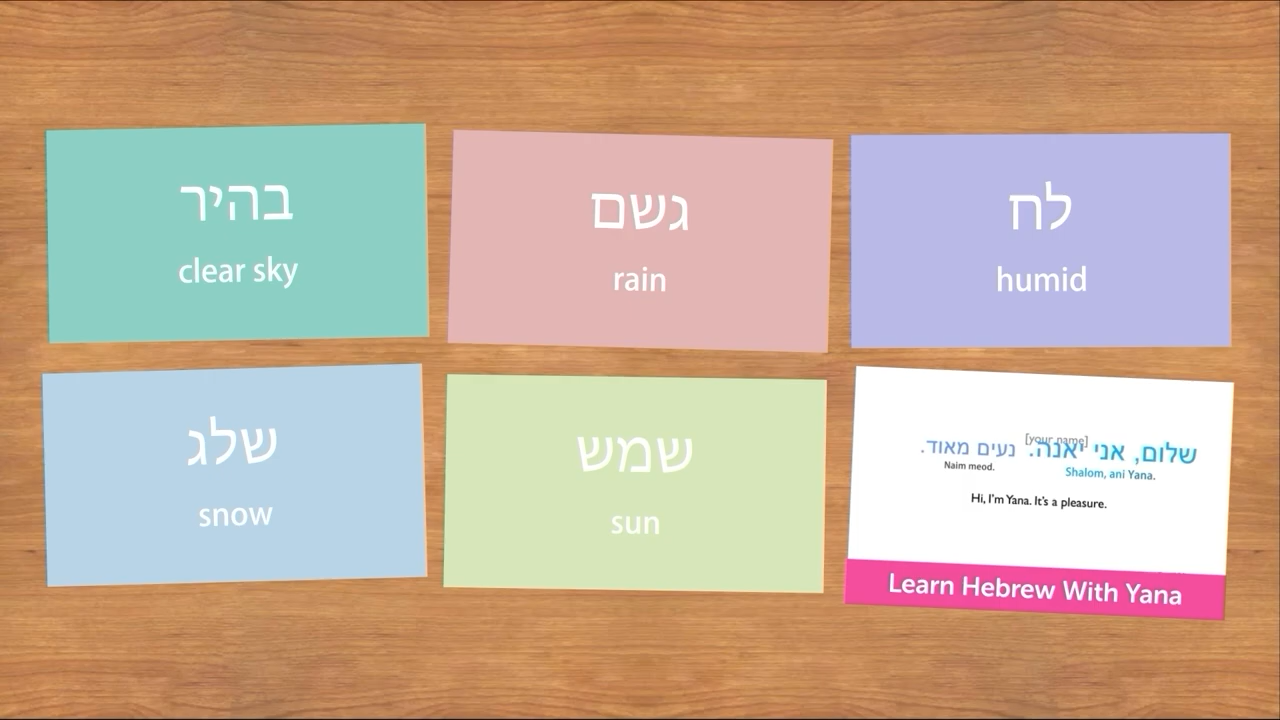 בהיר
clear sky
גשם
rain
לח
humid
שלג
snow
שמש
sun
[your name]
שלום, אני יאנה. נעים מאוד.
Shalom, ani Yana. Naim meod.
Hi, I'm Yana. It's a pleasure.
Learn Hebrew With Yana